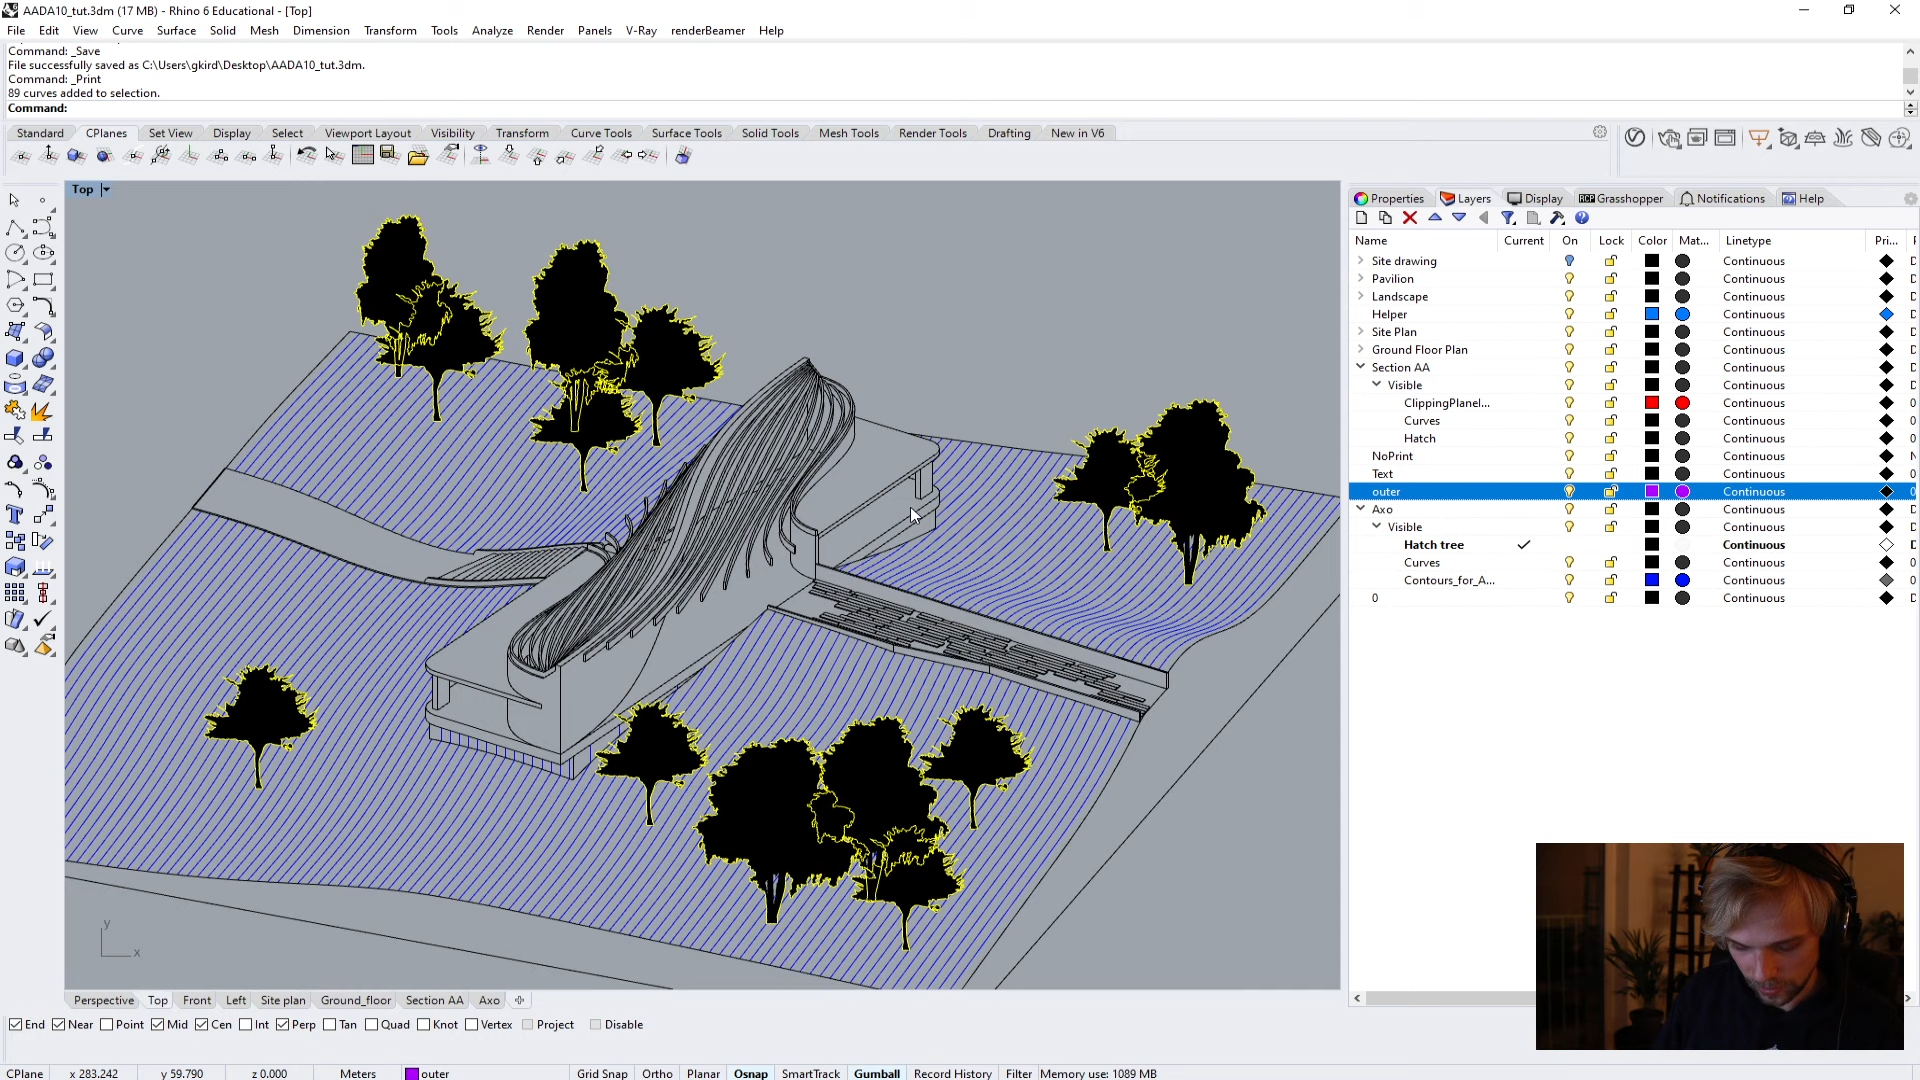 AADA10_tut.3dm (17 MB) - Rhino 6 Educational - [Top]
File Edit View Curve Surface Solid Mesh Dimension Transform Tools Analyze Render Panels V-Ray renderBeamer Help
Command: _Save
File successfully saved as C:\Users\gkird\Desktop\AADA10_tut.3dm.
Command: _Print
89 curves added to selection.
Command:
Standard CPlanes Set View Display Select Viewport Layout Visibility Transform Curve Tools Surface Tools Solid Tools Mesh Tools Render Tools Drafting New in V6
Top
Properties Layers Display Grasshopper Notifications Help
Name Current On Lock Color Mat... Linetype Pri...
Site drawing Continuous
Pavilion Continuous
Landscape Continuous
Helper Continuous
Site Plan Continuous
Ground Floor Plan Continuous
Section AA Continuous
Visible Continuous
ClippingPlaneI... Continuous
Curves Continuous
Hatch Continuous
NoPrint Continuous
Text Continuous
outer Continuous
Axo Continuous
Visible Continuous
Hatch tree Continuous
Curves Continuous
Contours_for_A... Continuous
0 Continuous
y
x
Perspective Top Front Left Site plan Ground_floor Section AA Axo
End Near Point Mid Cen Int Perp Tan Quad Knot Vertex Project Disable
CPlane x 283.242 y 59.790 z 0.000 Meters outer Grid Snap Ortho Planar Osnap SmartTrack Gumball Record History Filter Memory use: 1089 MB